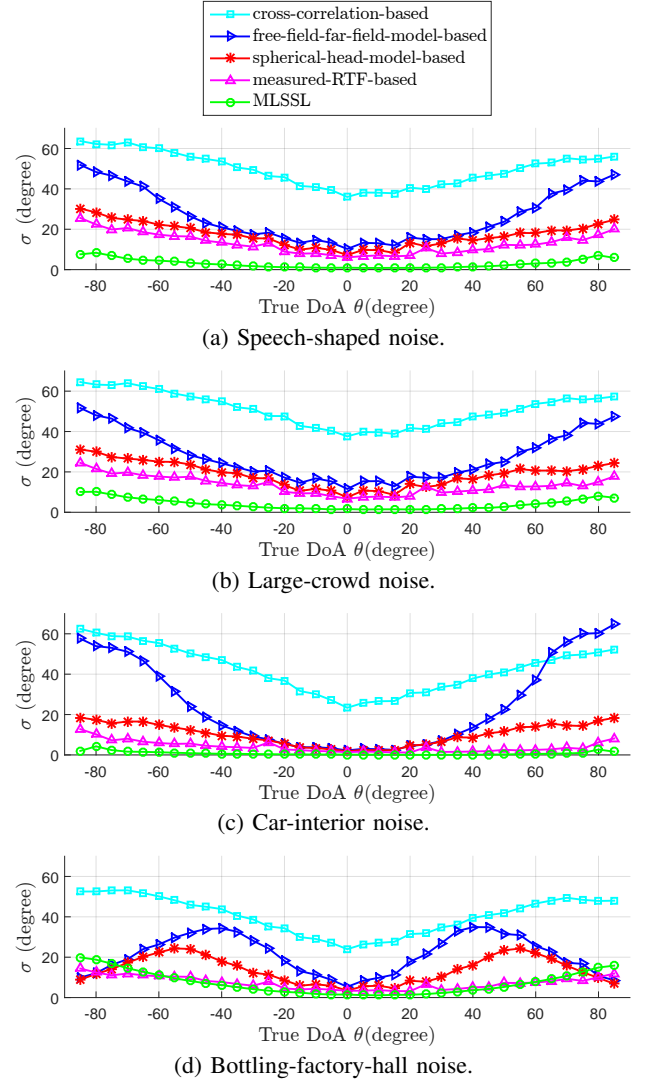 cross-correlation-based
free-field-far-field-model-based
spherical-head-model-based
measured-RTF-based
MLSSL
60
40
20
0
σ (degree)
-80 -60 -40 -20 0 20 40 60 80
True DoA θ(degree)
(a) Speech-shaped noise.
60
40
20
0
σ (degree)
-80 -60 -40 -20 0 20 40 60 80
True DoA θ(degree)
(b) Large-crowd noise.
60
40
20
0
σ (degree)
-80 -60 -40 -20 0 20 40 60 80
True DoA θ(degree)
(c) Car-interior noise.
60
40
20
0
σ (degree)
-80 -60 -40 -20 0 20 40 60 80
True DoA θ(degree)
(d) Bottling-factory-hall noise.